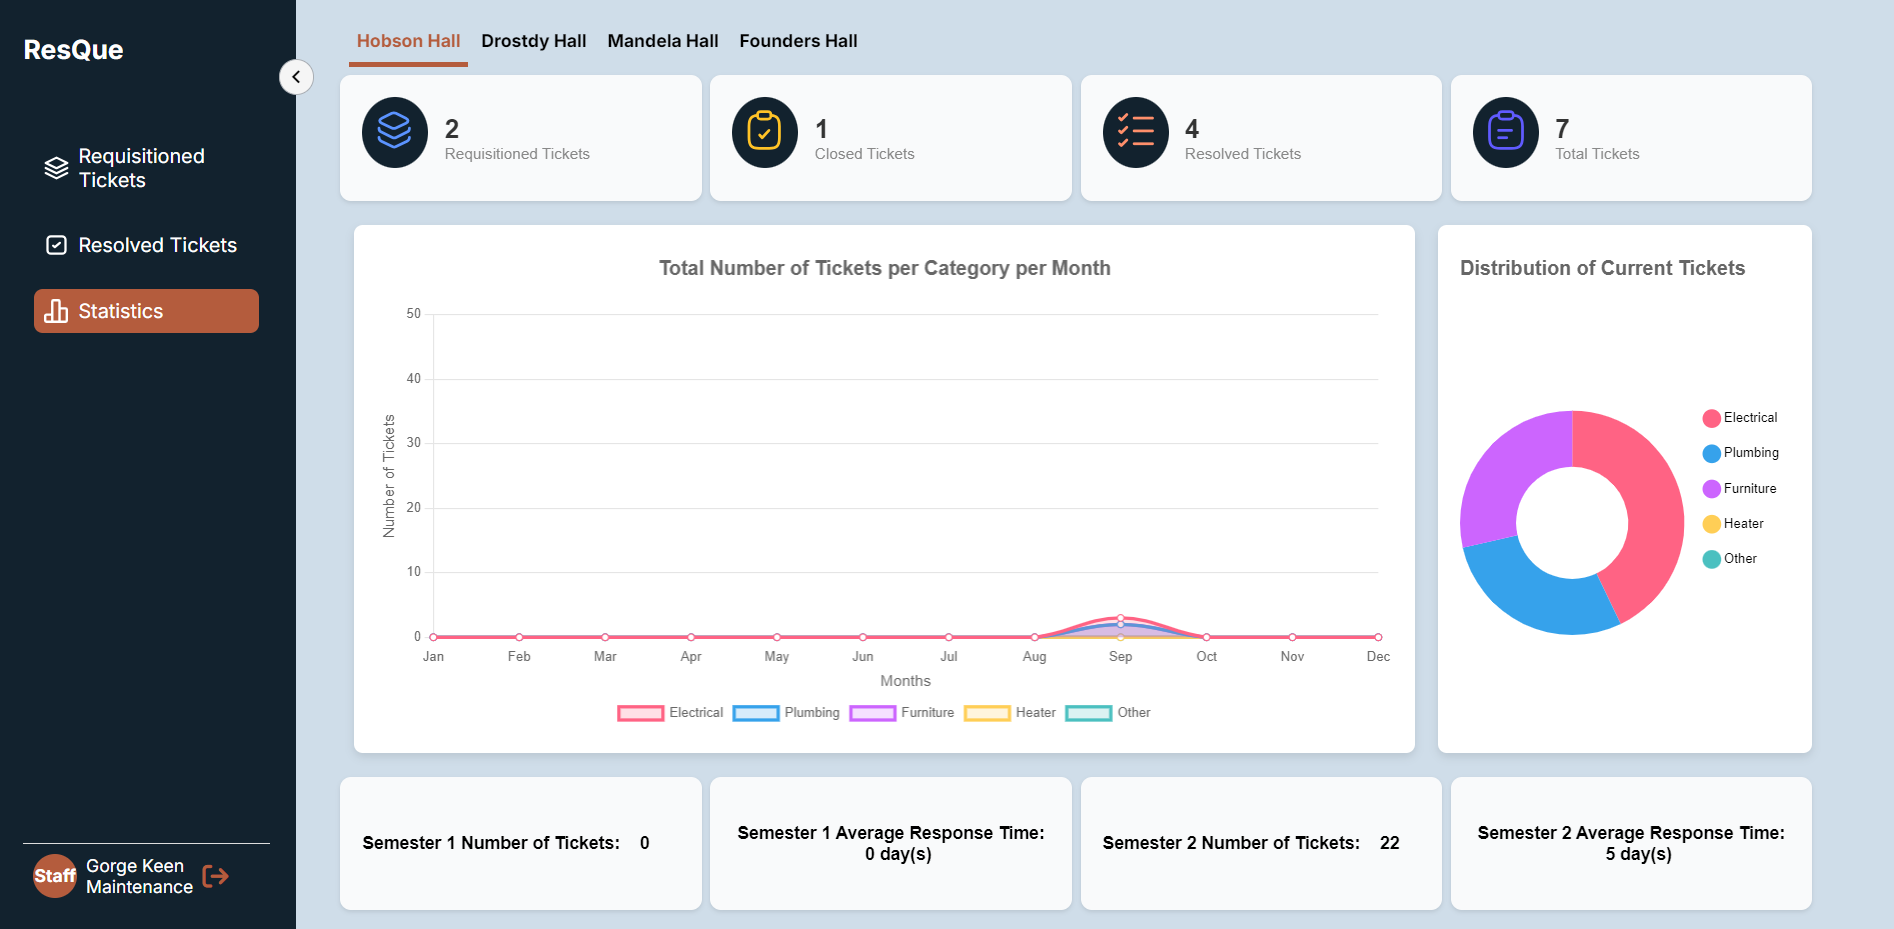 ResQue
Requisitioned
Tickets
Resolved Tickets
Statistics
Staff
Gorge Keen
Maintenance
Hobson Hall Drostdy Hall Mandela Hall Founders Hall
2
Requisitioned Tickets
1
Closed Tickets
4
Resolved Tickets
7
Total Tickets
Total Number of Tickets per Category per Month
50
40
30
20
10
0
Number of Tickets
Jan Feb Mar Apr May Jun Jul Aug Sep Oct Nov Dec
Months
Electrical Plumbing Furniture Heater Other
Distribution of Current Tickets
Electrical
Plumbing
Furniture
Heater
Other
Semester 1 Number of Tickets: 0
Semester 1 Average Response Time:
0 day(s)
Semester 2 Number of Tickets: 22
Semester 2 Average Response Time:
5 day(s)